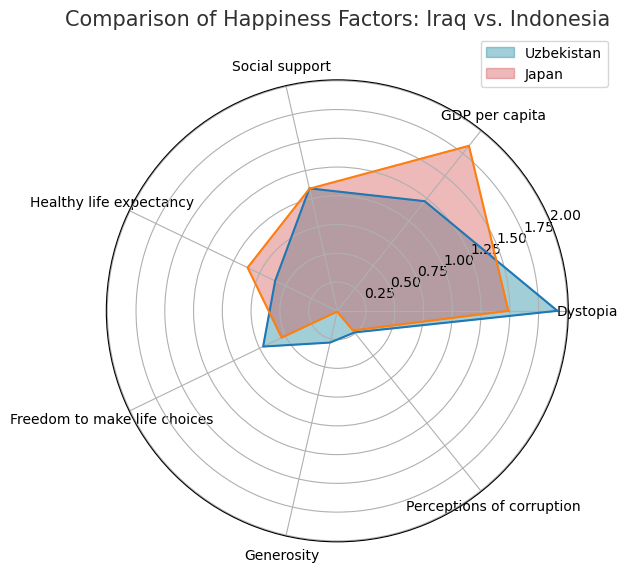 Comparison of Happiness Factors: Iraq vs. Indonesia
Uzbekistan
Japan
Social support
GDP per capita
Healthy life expectancy
2.00
1.75
1.50
1.25
1.00
0.75
0.50
0.25
Dystopia
Freedom to make life choices
Perceptions of corruption
Generosity